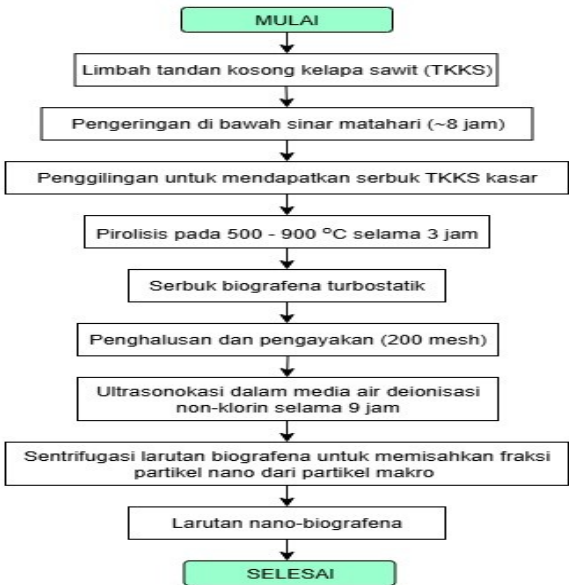 MULAI
Limbah tandan kosong kelapa sawit (TKKS)
Pengeringan di bawah sinar matahari (~8 jam)
Penggilingan untuk mendapatkan serbuk TKKS kasar
Pirolisis pada 500 - 900 °C selama 3 jam
Serbuk biografena turbostatik
Penghalusan dan pengayakan (200 mesh)
Ultrasonokasi dalam media air deionisasi
non-klorin selama 9 jam
Sentrifugasi larutan biografena untuk memisahkan fraksi
partikel nano dari partikel makro
Larutan nano-biografena
SELESAI